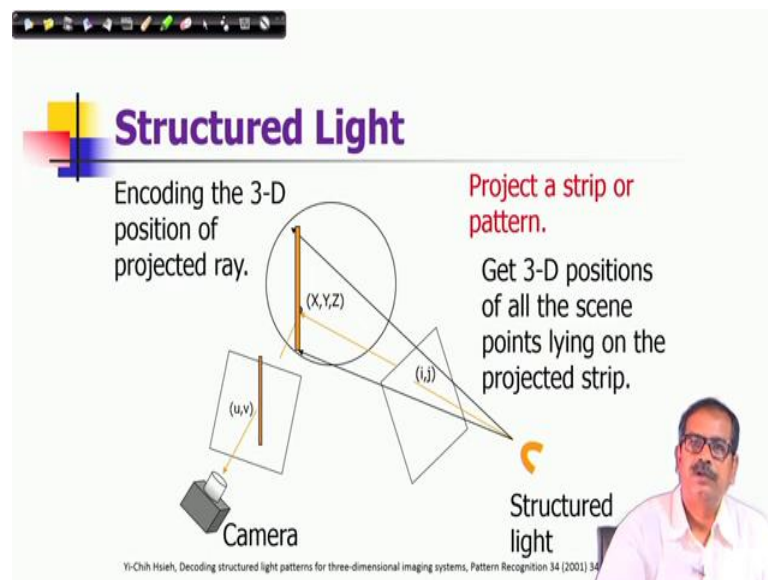 Structured Light
Encoding the 3-D
position of
projected ray.
Project a strip or
pattern.
Get 3-D positions
of all the scene
points lying on the
projected strip.
(X,Y,Z)
(i,j)
(u,v)
Camera
Structured
light
Yi-Chih Hsieh, Decoding structured light patterns for three-dimensional imaging systems, Pattern Recognition 34 (2001) 34